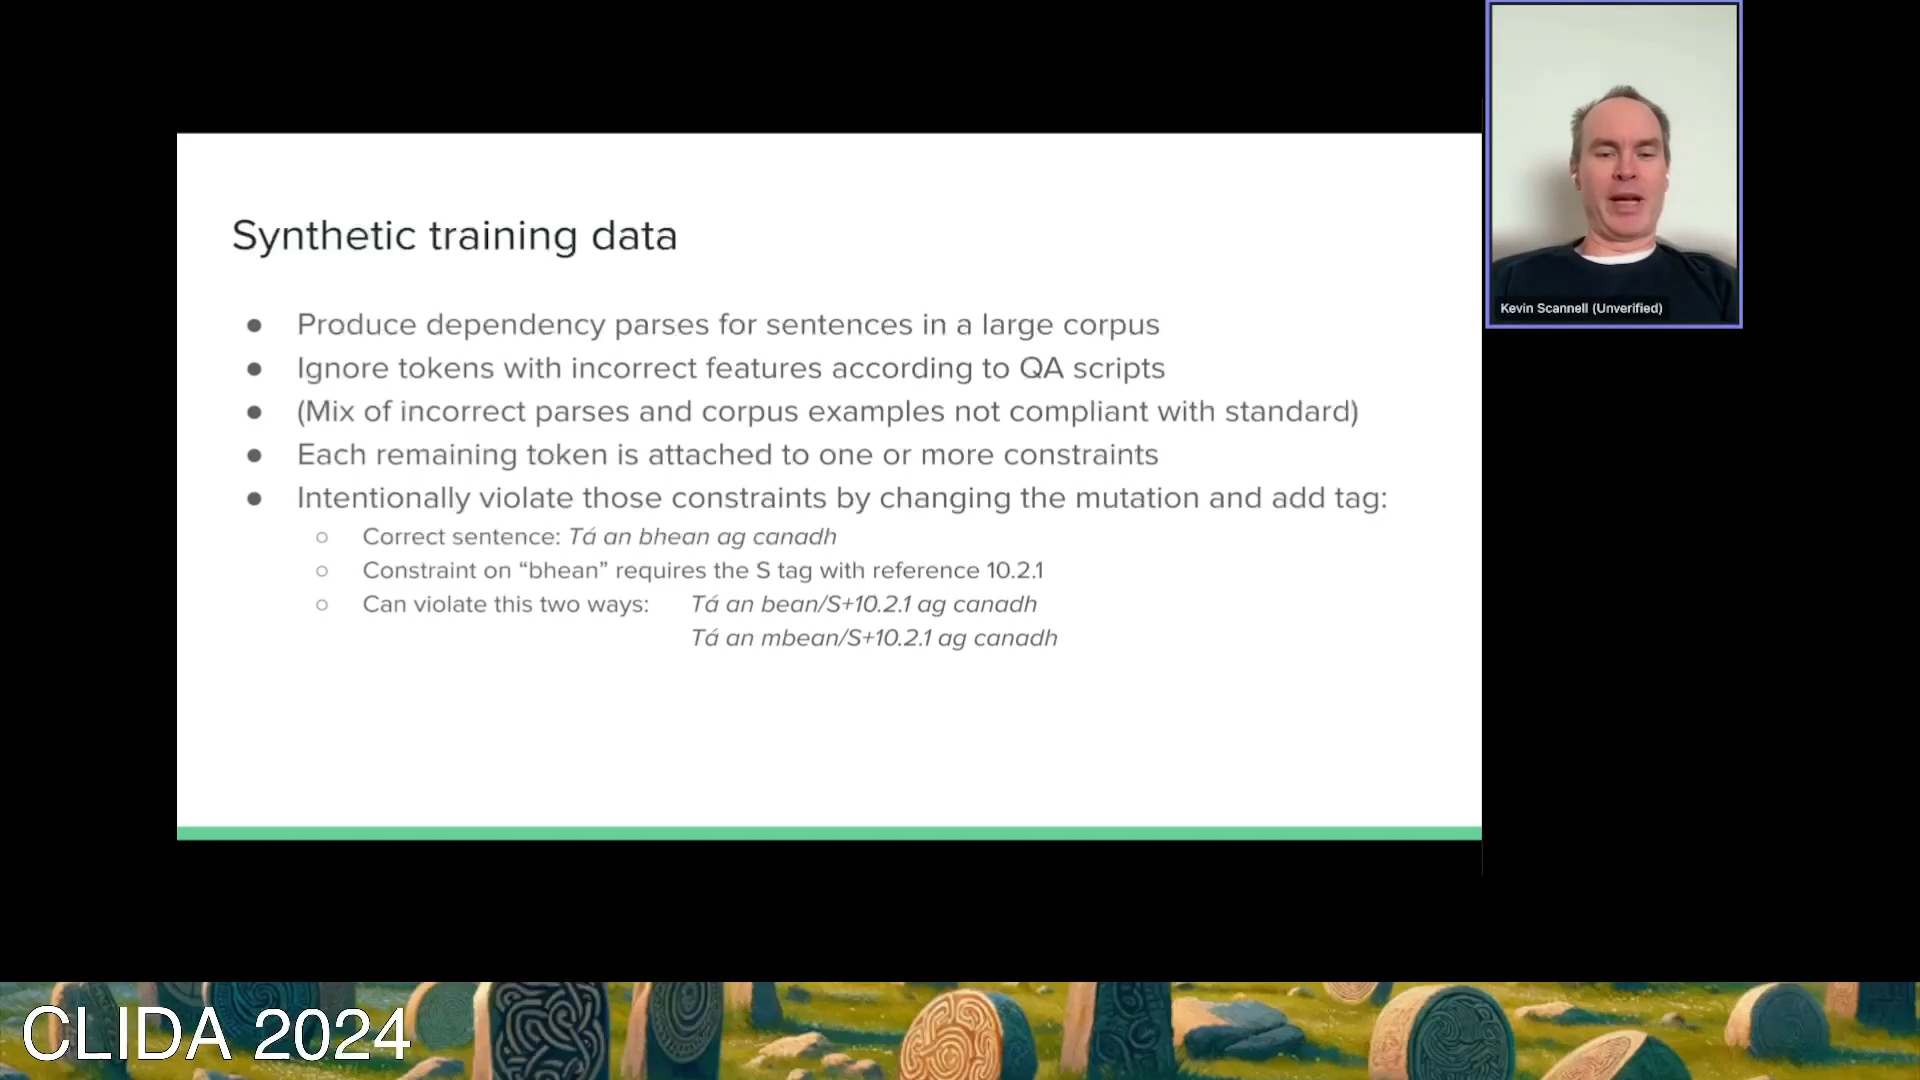 Synthetic training data
● Produce dependency parses for sentences in a large corpus
● Ignore tokens with incorrect features according to QA scripts
● (Mix of incorrect parses and corpus examples not compliant with standard)
● Each remaining token is attached to one or more constraints
● Intentionally violate those constraints by changing the mutation and add tag:
○ Correct sentence: Tá an bhean ag canadh
○ Constraint on “bhean” requires the S tag with reference 10.2.1
○ Can violate this two ways: Tá an bean/S+10.2.1 ag canadh
Tá an mbean/S+10.2.1 ag canadh
Kevin Scannell (Unverified)
CLIDA 2024